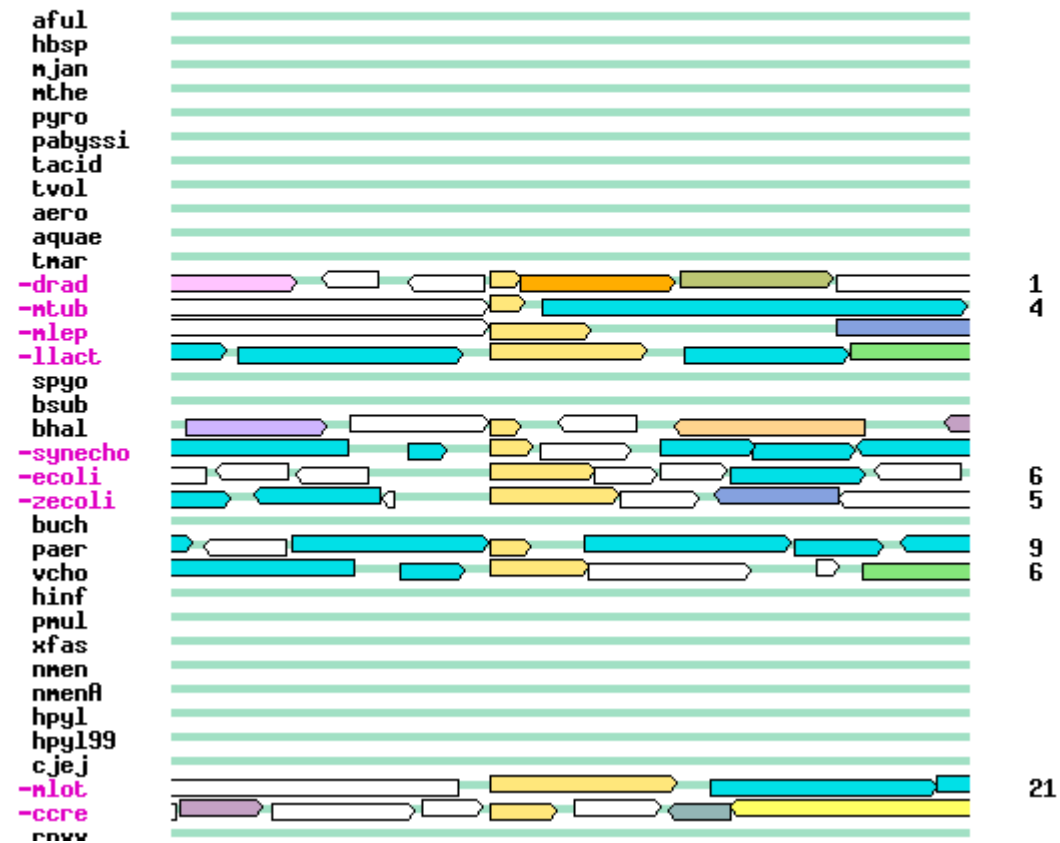 aful
hbsp
mjan
mthe
pyro
pabyssi
tacid
tvol
aero
aquae
tmar
-drad 1
-mtub 4
-mlep
-llact
spyo
bsub
bhal
-synecho
-ecoli 6
-zecoli 5
buch
paer 9
vcho 6
hinf
pmul
xfas
nmen
nmenA
hpyl
hpyl99
cjej
-mlot 21
-ccre